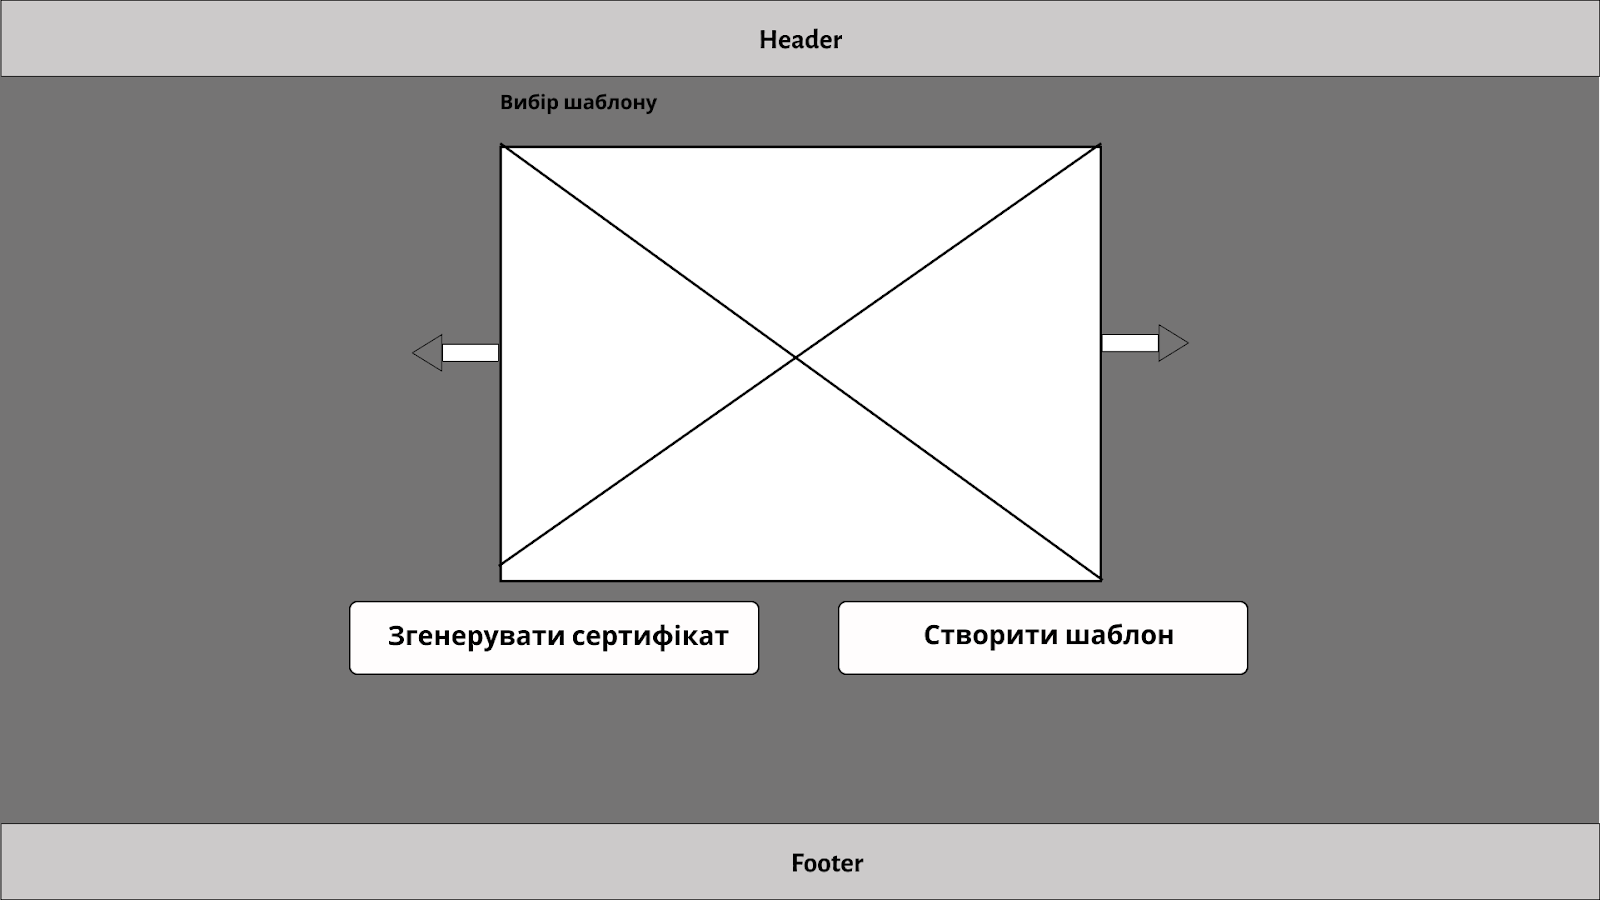 Header
Вибір шаблону
Згенерувати сертифікат
Створити шаблон
Footer